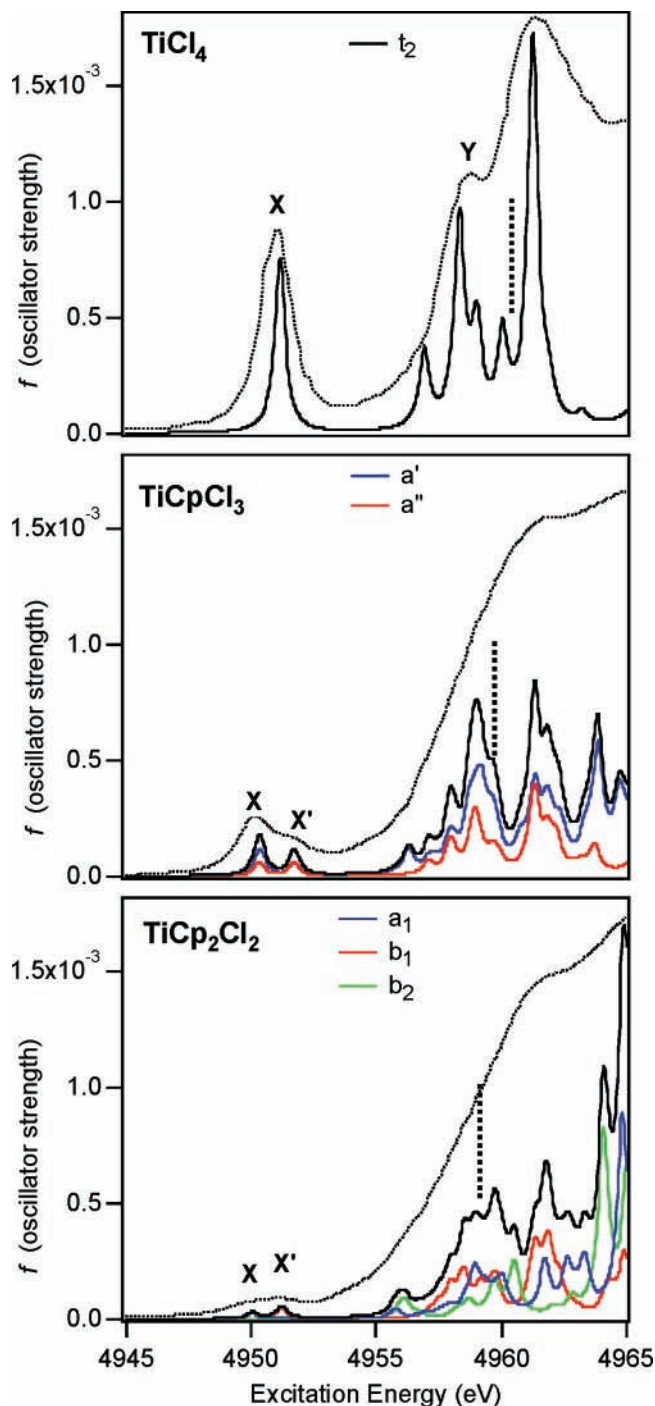 TiCl4
t2
1.5x10-3
1.0
0.5
0.0
f (oscillator strength)
X
Y
TiCpCl3
a'
a"
1.5x10-3
1.0
0.5
0.0
f (oscillator strength)
X
X'
TiCp2Cl2
a1
b1
b2
1.5x10-3
1.0
0.5
0.0
f (oscillator strength)
X
X'
4945 4950 4955 4960 4965
Excitation Energy (eV)